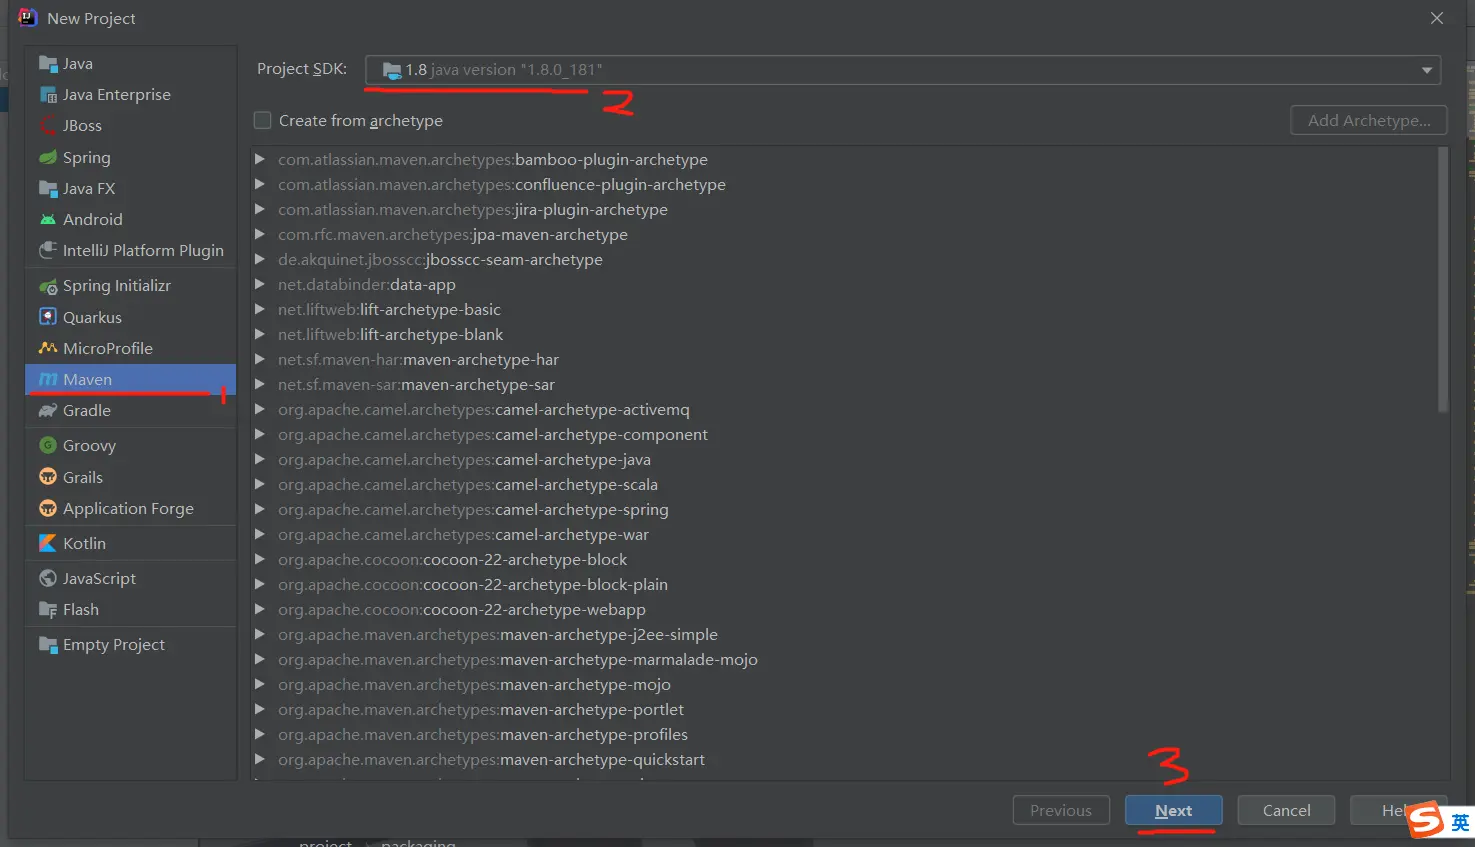 New Project
Java
Java Enterprise
JBoss
Spring
Java FX
Android
IntelliJ Platform Plugin
Spring Initializr
Quarkus
MicroProfile
Maven
1
Gradle
Groovy
Grails
Application Forge
Kotlin
JavaScript
Flash
Empty Project
Project SDK: 1.8 java version "1.8.0_181"
2
Create from archetype
Add Archetype...
com.atlassian.maven.archetypes:bamboo-plugin-archetype
com.atlassian.maven.archetypes:confluence-plugin-archetype
com.atlassian.maven.archetypes:jira-plugin-archetype
com.rfc.maven.archetypes:jpa-maven-archetype
de.akquinet.jbosscc:jbosscc-seam-archetype
net.databinder:data-app
net.liftweb:lift-archetype-basic
net.liftweb:lift-archetype-blank
net.sf.maven-har:maven-archetype-har
net.sf.maven-sar:maven-archetype-sar
org.apache.camel.archetypes:camel-archetype-activemq
org.apache.camel.archetypes:camel-archetype-component
org.apache.camel.archetypes:camel-archetype-java
org.apache.camel.archetypes:camel-archetype-scala
org.apache.camel.archetypes:camel-archetype-spring
org.apache.camel.archetypes:camel-archetype-war
org.apache.cocoon:cocoon-22-archetype-block
org.apache.cocoon:cocoon-22-archetype-block-plain
org.apache.cocoon:cocoon-22-archetype-webapp
org.apache.maven.archetypes:maven-archetype-j2ee-simple
org.apache.maven.archetypes:maven-archetype-marmalade-mojo
org.apache.maven.archetypes:maven-archetype-mojo
org.apache.maven.archetypes:maven-archetype-portlet
org.apache.maven.archetypes:maven-archetype-profiles
org.apache.maven.archetypes:maven-archetype-quickstart
3
Previous
Next
Cancel
Hel
英
project packaging